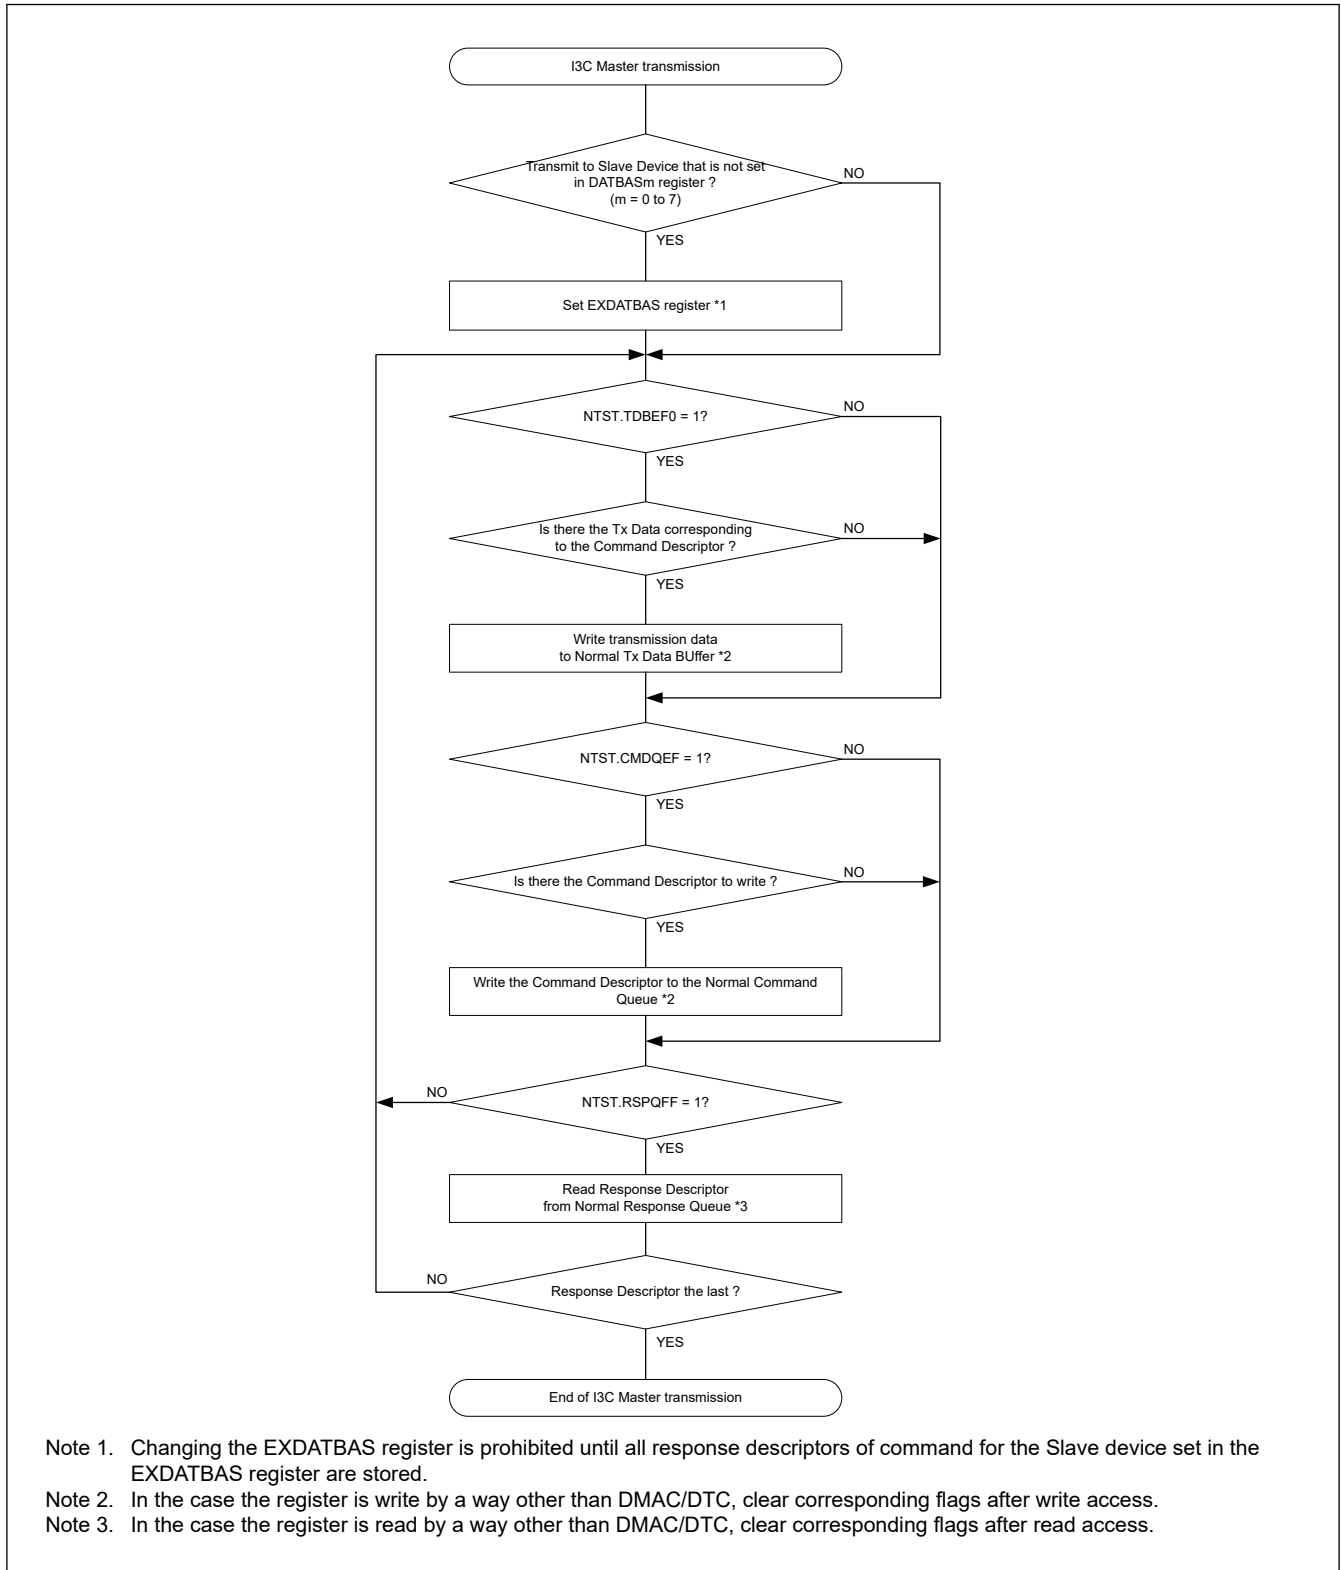 I3C Master transmission
Transmit to Slave Device that is not set
in DATBASm register ?
(m = 0 to 7)
NO
YES
Set EXDATBAS register *1
NTST.TDBEF0 = 1?
NO
YES
Is there the Tx Data corresponding
to the Command Descriptor ?
NO
YES
Write transmission data
to Normal Tx Data BUffer *2
NTST.CMDQEF = 1?
NO
YES
Is there the Command Descriptor to write ?
NO
YES
Write the Command Descriptor to the Normal Command
Queue *2
NO
NTST.RSPQFF = 1?
YES
Read Response Descriptor
from Normal Response Queue *3
NO
Response Descriptor the last ?
YES
End of I3C Master transmission
Note 1. Changing the EXDATBAS register is prohibited until all response descriptors of command for the Slave device set in the
EXDATBAS register are stored.
Note 2. In the case the register is write by a way other than DMAC/DTC, clear corresponding flags after write access.
Note 3. In the case the register is read by a way other than DMAC/DTC, clear corresponding flags after read access.